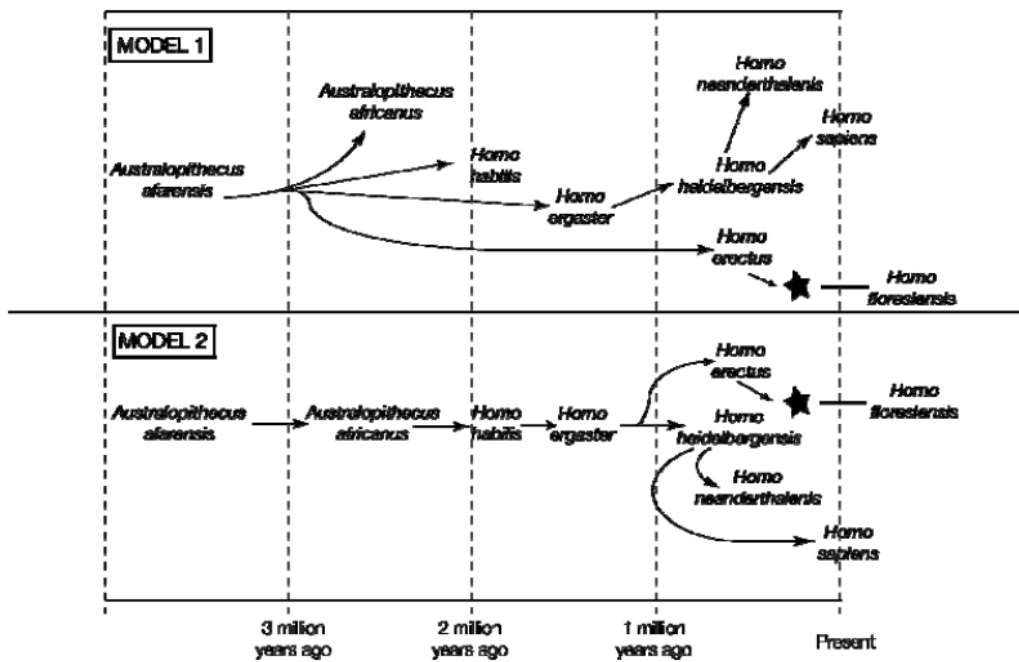 MODEL 1
Homo
neanderthalenis
Australopithecus
africanus
Homo
sapiens
Homo
habilis
Australopithecus
afarensis
Homo
heidelbergensis
Homo
ergaster
Homo
erectus
Homo
floresiensis
MODEL 2
Homo
erectus
Homo
floresiensis
Australopithecus
afarensis
Australopithecus
africanus
Homo
habilis
Homo
ergaster
Homo
heidelbergensis
Homo
neanderthalenis
Homo
sapiens
3 million
years ago
2 million
years ago
1 million
years ago
Present